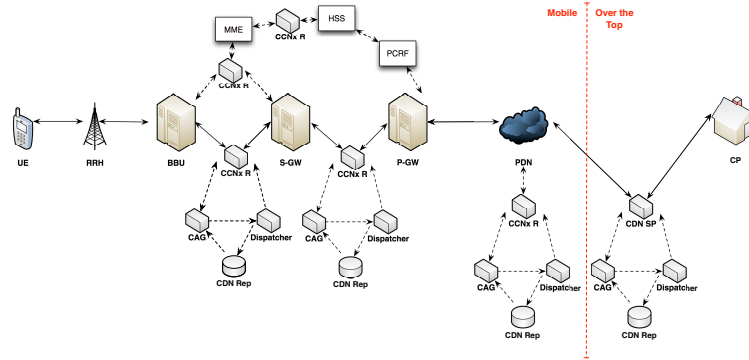 Mobile
Over the
Top
MME
CCNx R
HSS
PCRF
CCNx R
UE
RRH
BBU
S-GW
P-GW
PDN
CP
CCNx R
CCNx R
CCNx R
CDN SP
CAG
Dispatcher
CAG
Dispatcher
CDN Rep
CDN Rep
CAG
Dispatcher
CAG
Dispatcher
CDN Rep
CDN Rep